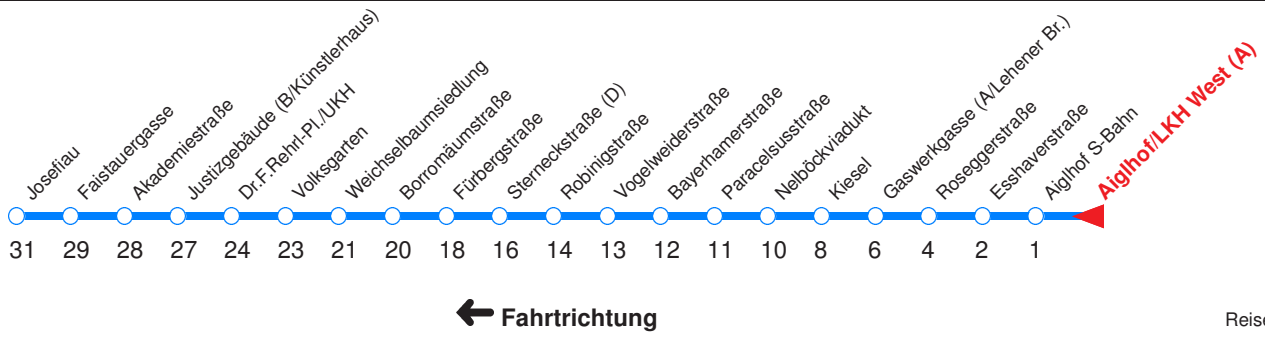 Josefiau
Faistauergasse
Akademiestraße
Justizgebäude (B/Künstlerhaus)
Dr.F.Rehrl-Pl./UKH
Volksgarten
Weichselbaumsiedlung
Borromäumstraße
Fürbergstraße
Sterneckstraße (D)
Robinigstraße
Vogelweiderstraße
Bayerhamerstraße
Paracelsusstraße
Nelböckviadukt
Kiesel
Gaswerkgasse (A/Lehener Br.)
Roseggerstraße
Esshaverstraße
Aiglhof S-Bahn
Aiglhof/LKH West (A)
31 29 28 27 24 23 21 20 18 16 14 13 12 11 10 8 6 4 2 1
Fahrtrichtung
Reise